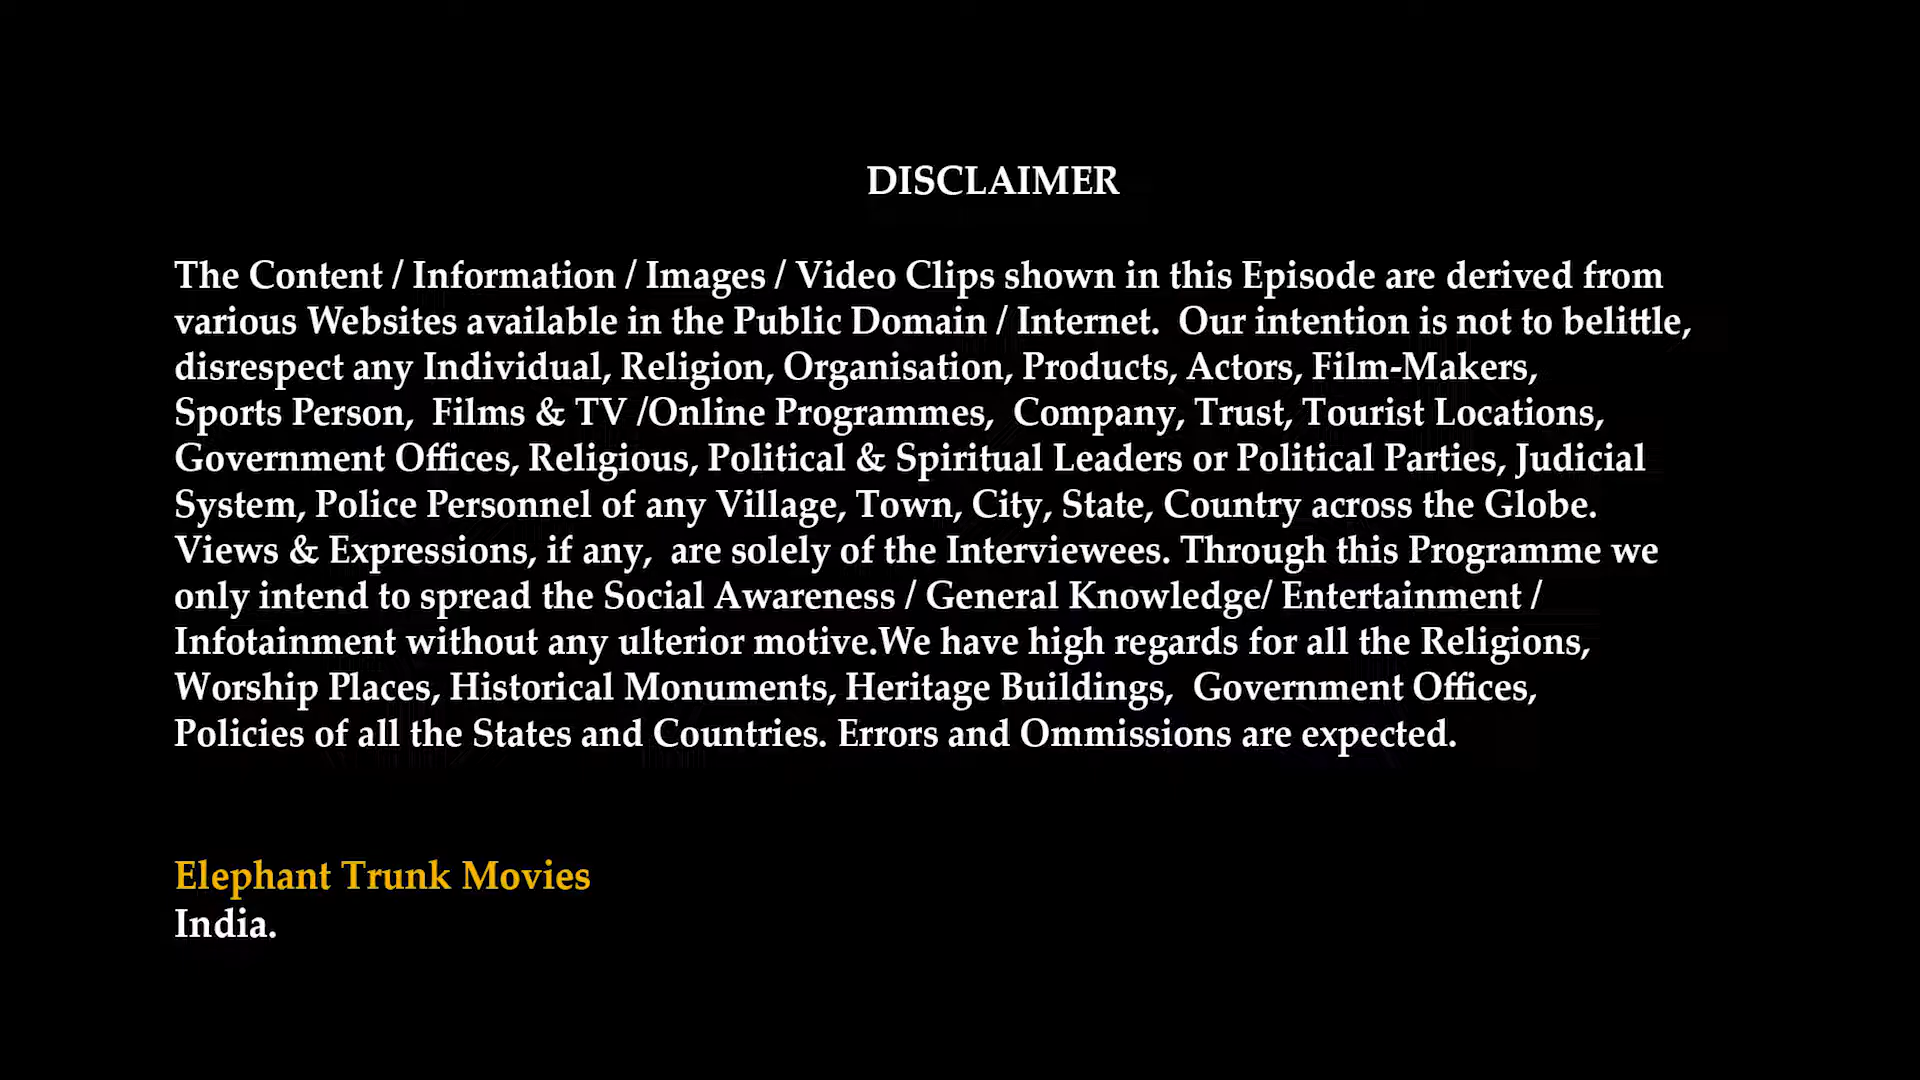 DISCLAIMER
The Content / Information / Images / Video Clips shown in this Episode are derived from
various Websites available in the Public Domain / Internet.  Our intention is not to belittle,
disrespect any Individual, Religion, Organisation, Products, Actors, Film-Makers,
Sports Person,  Films & TV /Online Programmes,  Company, Trust, Tourist Locations,
Government Offices, Religious, Political & Spiritual Leaders or Political Parties, Judicial
System, Police Personnel of any Village, Town, City, State, Country across the Globe.
Views & Expressions, if any,  are solely of the Interviewees. Through this Programme we
only intend to spread the Social Awareness / General Knowledge/ Entertainment /
Infotainment without any ulterior motive.We have high regards for all the Religions,
Worship Places, Historical Monuments, Heritage Buildings,  Government Offices,
Policies of all the States and Countries. Errors and Ommissions are expected.
Elephant Trunk Movies
India.